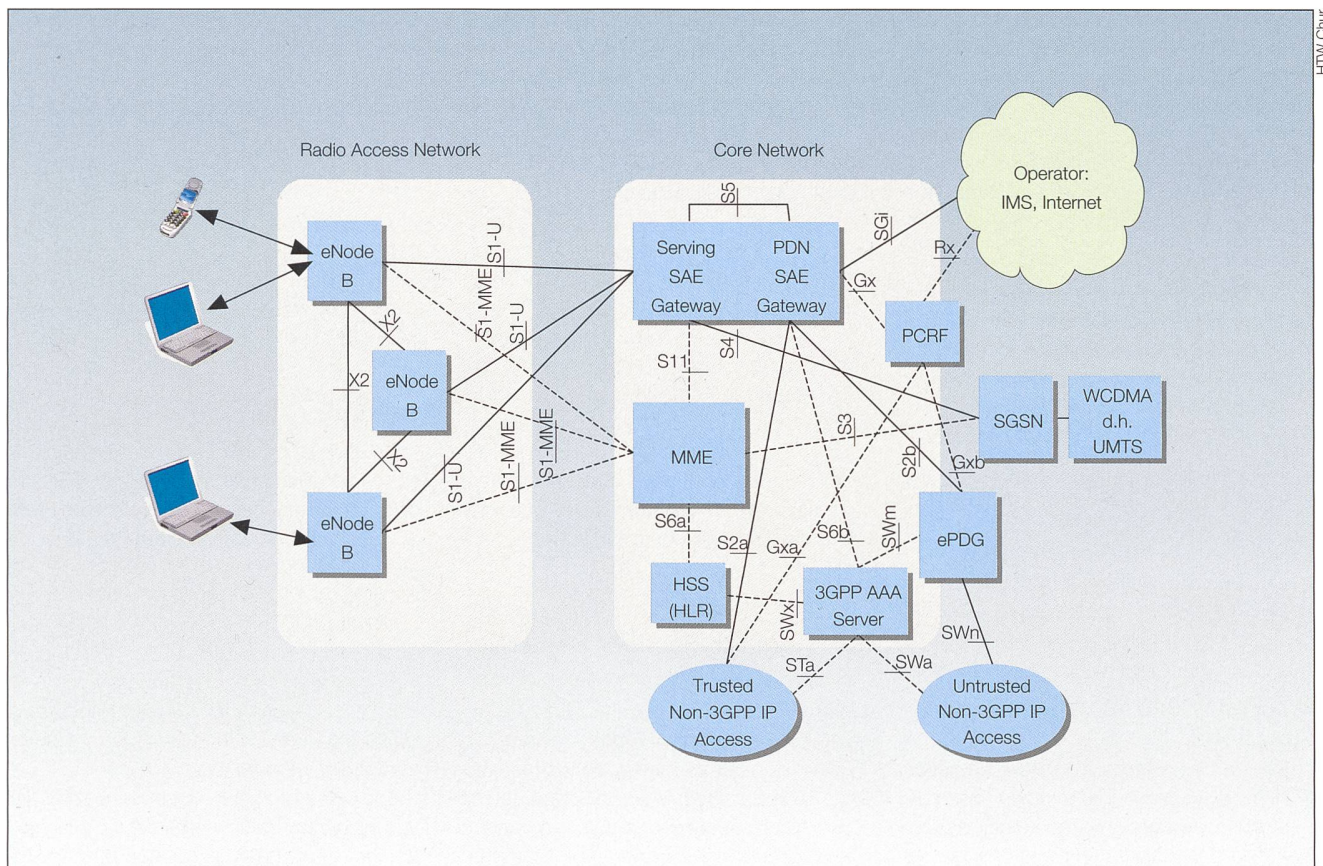 HTW Chur
Radio Access Network
Core Network
Operator:
IMS, Internet
eNode
B
eNode
B
eNode
B
X2
X2
X2
S1-U
S1-MME
S1-U
S1-U
S1-MME
S1-MME
S5
Serving
SAE
Gateway
PDN
SAE
Gateway
SGi
Rx
Gx
PCRF
S4
S11
MME
S3
SGSN
WCDMA
d.h.
UMTS
S2b
Gxb
S6a
S2a
Gxa
S6b
SWm
ePDG
HSS
(HLR)
SWx
3GPP AAA
Server
SWn
STa
SWa
Trusted
Non-3GPP IP
Access
Untrusted
Non-3GPP IP
Access